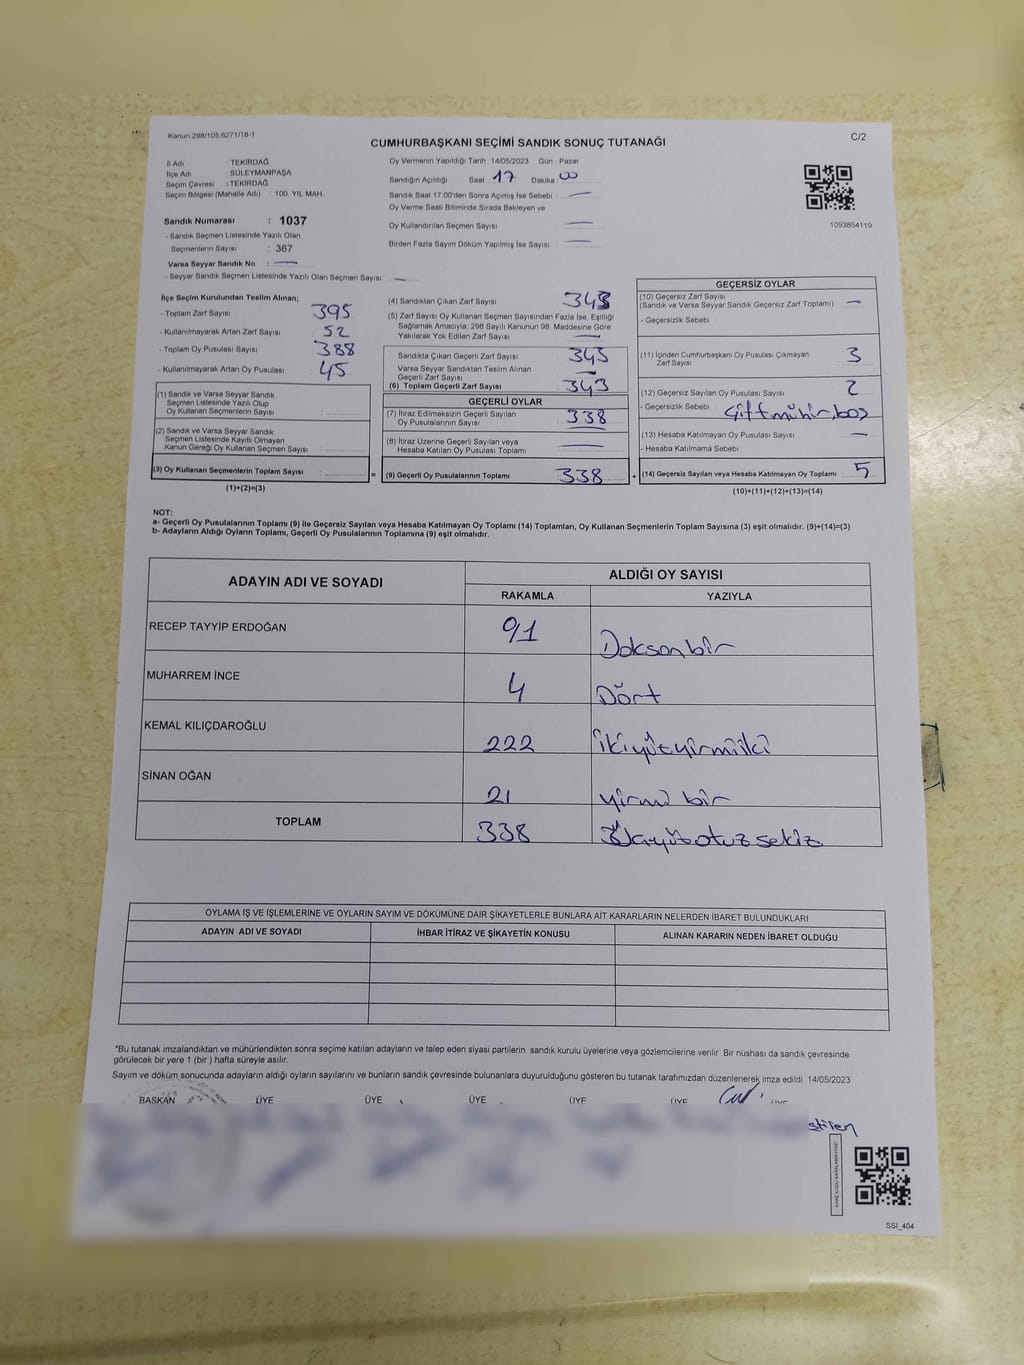 Kanun:298/105,6271/16-1
CUMHURBAŞKANI SEÇİMİ SANDIK SONUÇ TUTANAĞI
C/2
İl Adı : TEKİRDAĞ
İlçe Adı : SÜLEYMANPAŞA
Seçim Çevresi : TEKİRDAĞ
Seçim Bölgesi (Mahalle Adı) : 100. YIL MAH.
Sandık Numarası : 1037
- Sandık Seçmen Listesinde Yazılı Olan
Seçmenlerin Sayısı : 367
Varsa Seyyar Sandık No : —
- Seyyar Sandık Seçmen Listesinde Yazılı Olan Seçmen Sayısı : —
Oy Vermenin Yapıldığı Tarih : 14/05/2023 Gün : Pazar
Sandığın Açıldığı Saat : 17 Dakika : 00
Sandık Saat 17.00'den Sonra Açımış İse Sebebi : —
Oy Verme Saati Bitiminde Sırada Bekleyen ve
Oy Kullandırılan Seçmen Sayısı : —
Birden Fazla Sayım Döküm Yapılmış İse Sayısı : —
1093854119
İlçe Seçim Kurulundan Teslim Alınan;
- Toplam Zarf Sayısı : 395
- Kullanılmayarak Artan Zarf Sayısı : 52
- Toplam Oy Pusulası Sayısı : 388
- Kullanılmayarak Artan Oy Pusulası : 45
(1) Sandık ve Varsa Seyyar Sandık
Seçmen Listesinde Yazılı Olup
Oy Kullanan Seçmenlerin Sayısı :
(2) Sandık ve Varsa Seyyar Sandık
Seçmen Listesinde Kayıtlı Olmayan
Kanun Gereği Oy Kullanan Seçmen Sayısı :
(3) Oy Kullanan Seçmenlerin Toplam Sayısı : =
(1)+(2)=(3)
(4) Sandıktan Çıkan Zarf Sayısı : 343
(5) Zarf Sayısı Oy Kullanan Seçmen Sayısından Fazla İse, Eşitliği
Sağlamak Amacıyla; 298 Sayılı Kanunun 98. Maddesine Göre
Yakılarak Yok Edilen Zarf Sayısı : —
Sandıkta Çıkan Geçerli Zarf Sayısı : 343
Varsa Seyyar Sandıktan Teslim Alınan
Geçerli Zarf Sayısı : —
(6) Toplam Geçerli Zarf Sayısı : 343
GEÇERLİ OYLAR
(7) İtiraz Edilmeksizin Geçerli Sayılan
Oy Pusulalarının Sayısı : 338
(8) İtiraz Üzerine Geçerli Sayılan veya
Hesaba Katılan Oy Pusulası Toplamı : —
(9) Geçerli Oy Pusulalarının Toplamı : 338 +
GEÇERSİZ OYLAR
(10) Geçersiz Zarf Sayısı
(Sandık ve Varsa Seyyar Sandık Geçersiz Zarf Toplamı) : —
- Geçersizlik Sebebi :
(11) İçinden Cumhurbaşkanı Oy Pusulası Çıkmayan
Zarf Sayısı : 3
(12) Geçersiz Sayılan Oy Pusulası Sayısı : 2
- Geçersizlik Sebebi : Çift mühür, boş
(13) Hesaba Katılmayan Oy Pusulası Sayısı : —
- Hesaba Katılmama Sebebi :
(14) Geçersiz Sayılan veya Hesaba Katılmayan Oy Toplamı : 5
(10)+(11)+(12)+(13)=(14)
NOT:
a- Geçerli Oy Pusulalarının Toplamı (9) ile Geçersiz Sayılan veya Hesaba Katılmayan Oy Toplamı (14) Toplamları, Oy Kullanan Seçmenlerin Toplam Sayısına (3) eşit olmalıdır. (9)+(14)=(3)
b- Adayların Aldığı Oyların Toplamı, Geçerli Oy Pusulalarının Toplamına (9) eşit olmalıdır.
ADAYIN ADI VE SOYADI
ALDIĞI OY SAYISI
RAKAMLA YAZIYLA
RECEP TAYYİP ERDOĞAN 91 Doksan bir
MUHARREM İNCE 4 Dört
KEMAL KILIÇDAROĞLU 222 İkiyüzyirmiiki
SİNAN OĞAN 21 yirmi bir
TOPLAM 338 Üçyüzotuzsekiz
OYLAMA İŞ VE İŞLEMLERİNE VE OYLARIN SAYIM VE DÖKÜMÜNE DAİR ŞİKAYETLERLE BUNLARA AİT KARARLARIN NELERDEN İBARET BULUNDUKLARI
ADAYIN ADI VE SOYADI İHBAR İTİRAZ VE ŞİKAYETİN KONUSU ALINAN KARARIN NEDEN İBARET OLDUĞU
*Bu tutanak imzalandıktan ve mühürlendikten sonra seçime katılan adayların ve talep eden siyasi partilerin sandık kurulu üyelerine veya gözlemcilerine verilir. Bir nüshası da sandık çevresinde
görülecek bir yere 1 (bir) hafta süreyle asılır.
Sayım ve döküm sonucunda adayların aldığı oyların sayılarını ve bunların sandık çevresinde bulunanlara duyurulduğunu gösteren bu tutanak tarafımızdan düzenlenerek imza edildi. 14/05/2023
BAŞKAN ÜYE ÜYE ÜYE ÜYE ÜYE ÜYE
SSİ_404